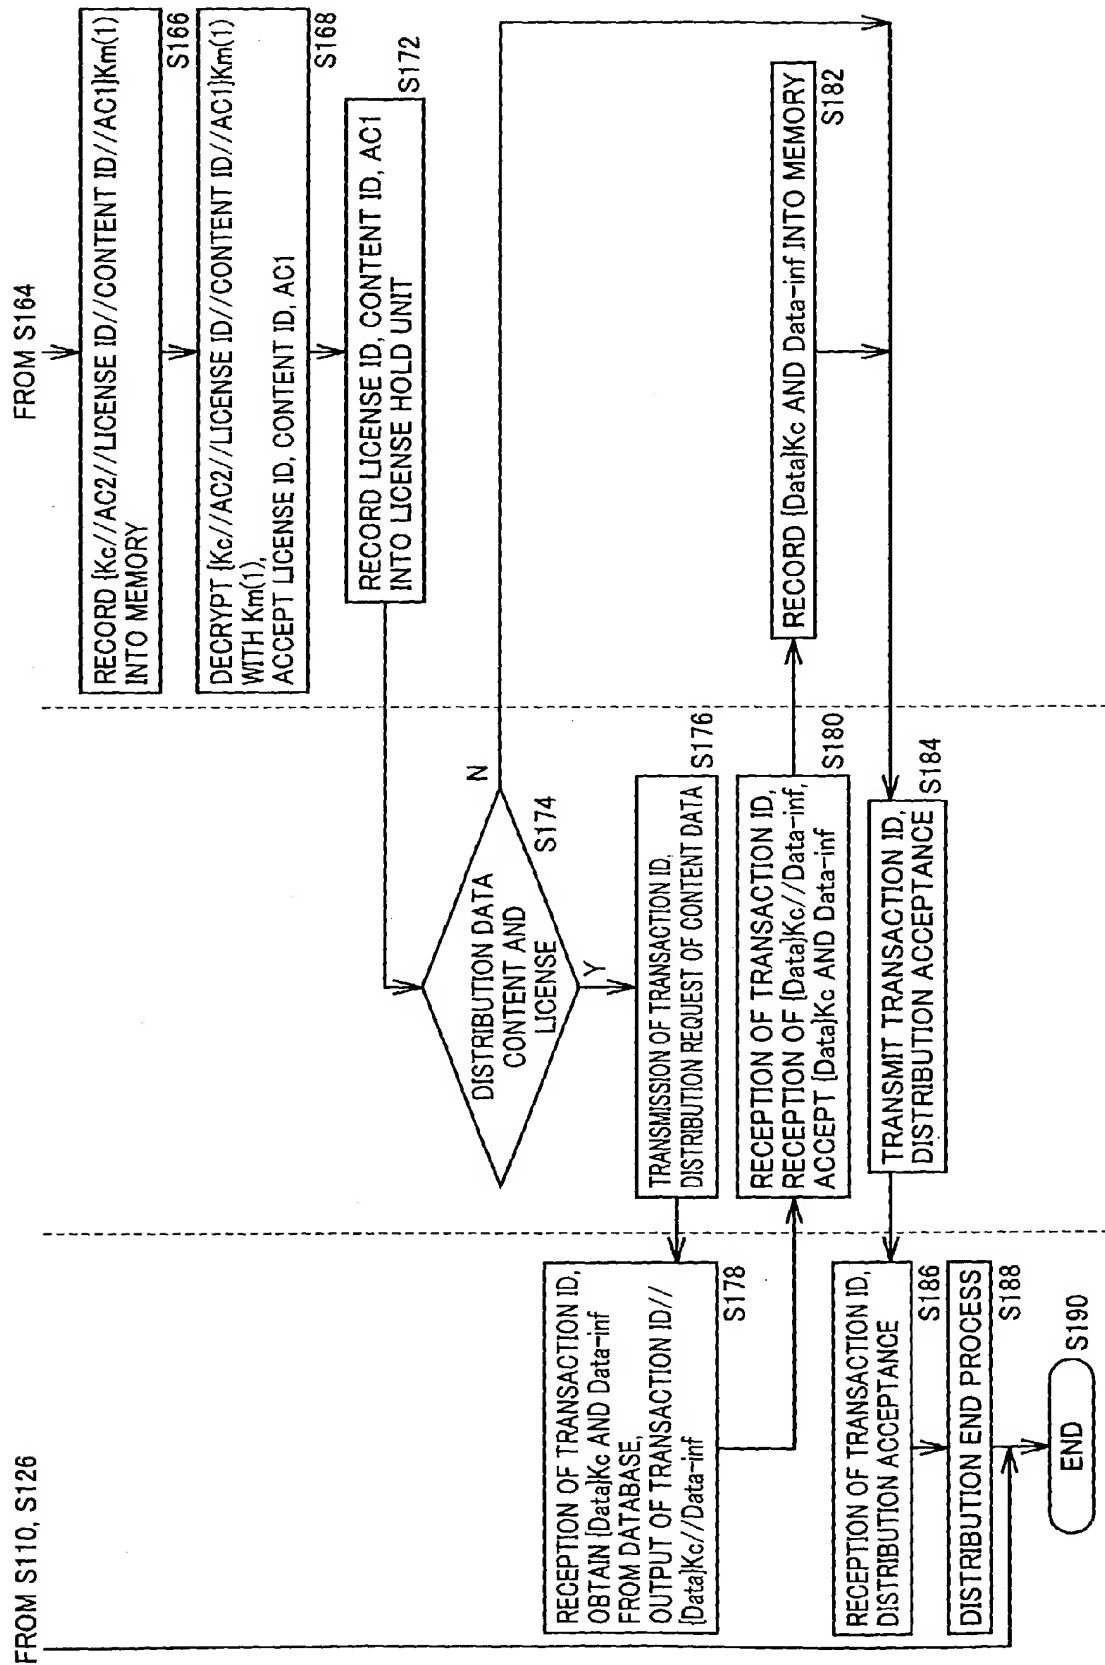 FROM S110, S126
FROM S164
RECORD {Kc//AC2//LICENSE ID//CONTENT ID//AC1}Km(1)
INTO MEMORY
S166
DECRYPT {Kc//AC2//LICENSE ID//CONTENT ID//AC1}Km(1)
WITH Km(1),
ACCEPT LICENSE ID, CONTENT ID, AC1
S168
RECORD LICENSE ID, CONTENT ID, AC1
INTO LICENSE HOLD UNIT
S172
DISTRIBUTION DATA
CONTENT AND
LICENSE
S174
N
Y
TRANSMISSION OF TRANSACTION ID,
DISTRIBUTION REQUEST OF CONTENT DATA
S176
RECEPTION OF TRANSACTION ID,
OBTAIN {Data}Kc AND Data-inf
FROM DATABASE,
OUTPUT OF TRANSACTION ID//
{Data}Kc//Data-inf
S178
RECEPTION OF TRANSACTION ID,
RECEPTION OF {Data}Kc//Data-inf,
ACCEPT {Data}Kc AND Data-inf
S180
RECORD {Data}Kc AND Data-inf INTO MEMORY
S182
TRANSMIT TRANSACTION ID,
DISTRIBUTION ACCEPTANCE
S184
RECEPTION OF TRANSACTION ID,
DISTRIBUTION ACCEPTANCE
S186
DISTRIBUTION END PROCESS
S188
END
S190